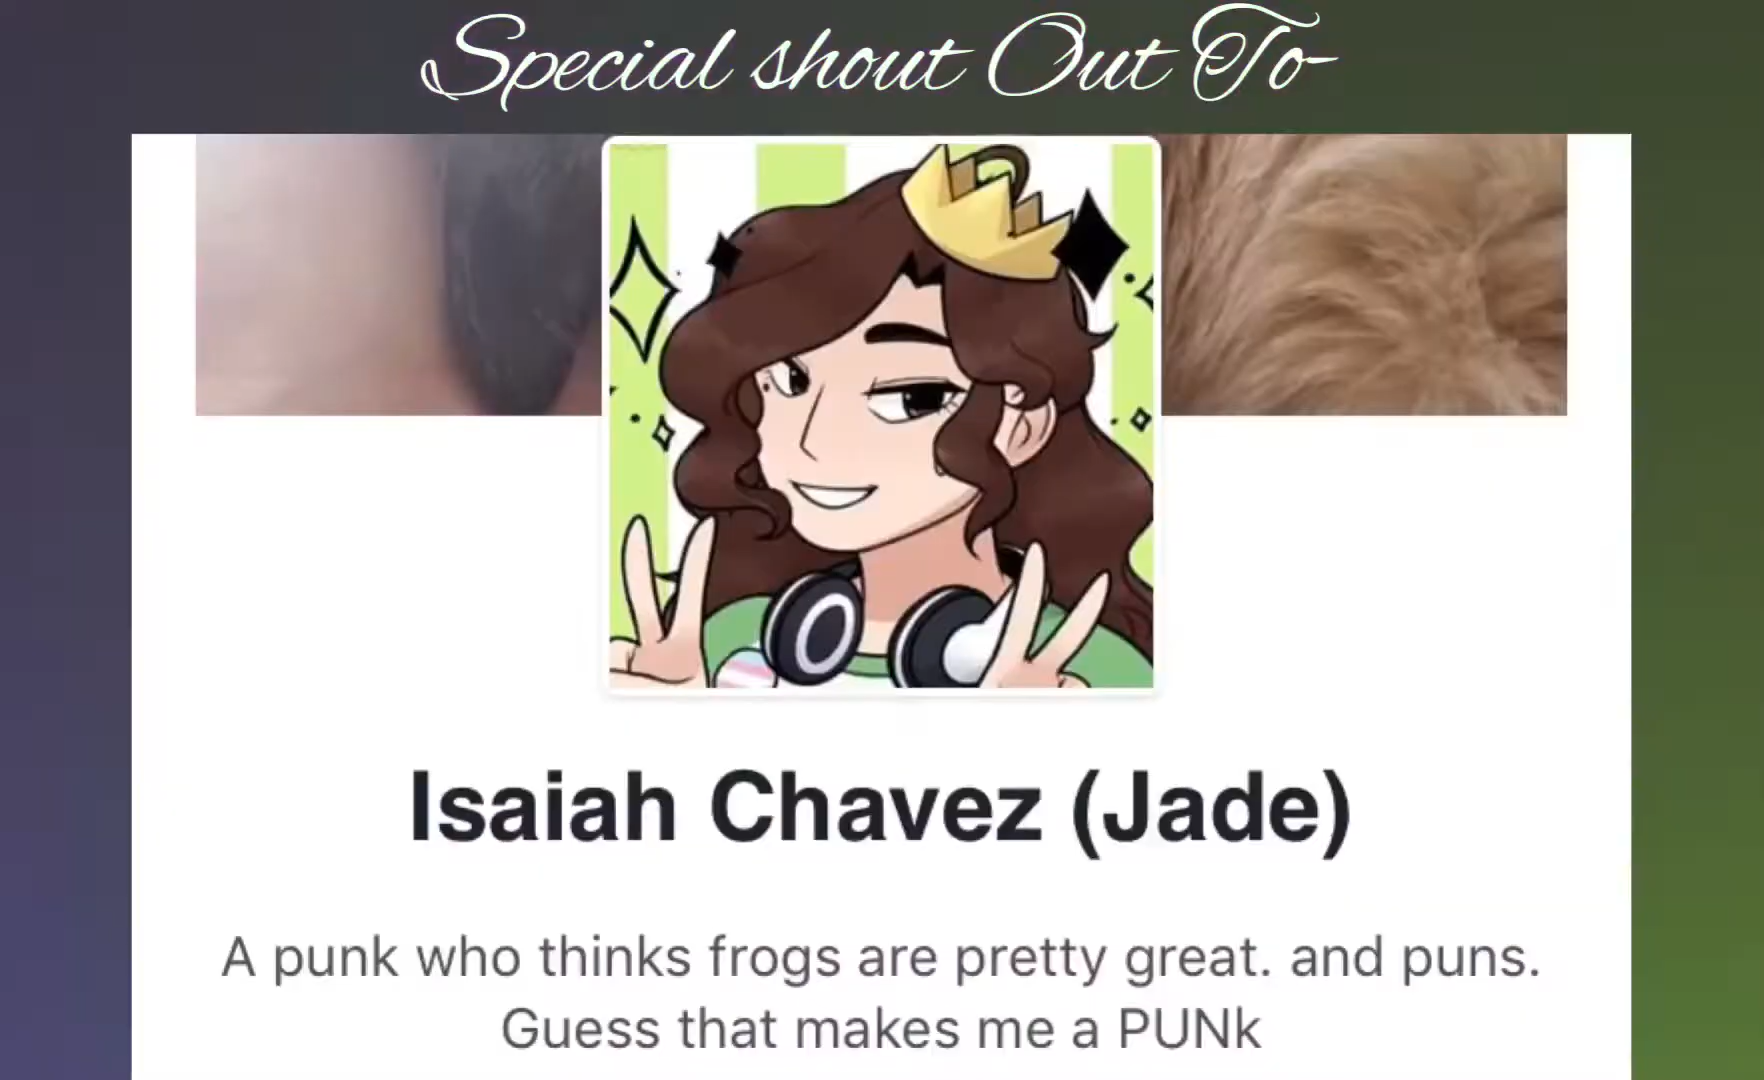 Special shout Out To-
Isaiah Chavez (Jade)
A punk who thinks frogs are pretty great. and puns.
Guess that makes me a PUNk